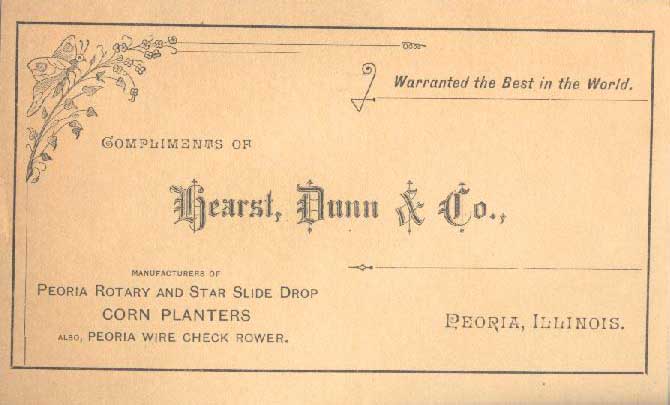 Warranted the Best in the World.
COMPLIMENTS OF
Hearst, Dunn & Co.,
MANUFACTURERS OF
PEORIA ROTARY AND STAR SLIDE DROP
CORN PLANTERS
ALSO, PEORIA WIRE CHECK ROWER.
PEORIA, ILLINOIS.